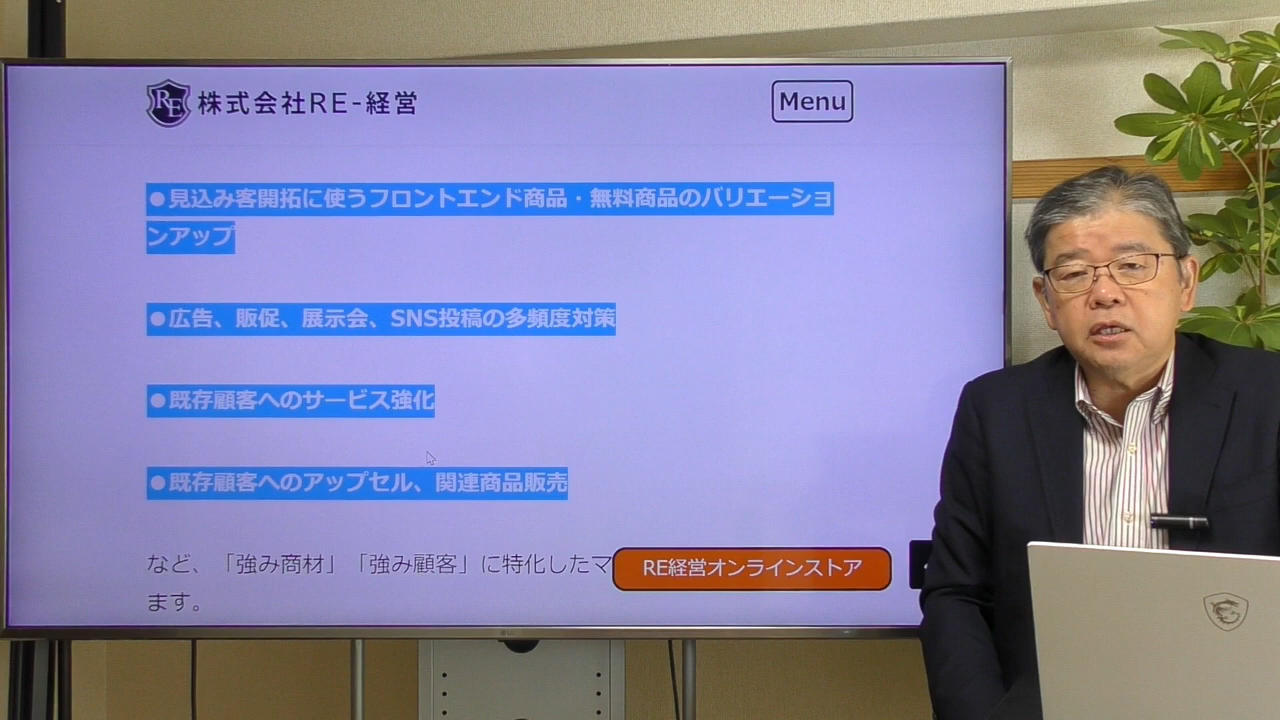 RE 株式会社RE-経営
Menu
●見込み客開拓に使うフロントエンド商品・無料商品のバリエーショ
ンアップ
●広告、販促、展示会、SNS投稿の多頻度対策
●既存顧客へのサービス強化
●既存顧客へのアップセル、関連商品販売
など、「強み商材」「強み顧客」に特化したマ
RE経営オンラインストア
ます。
LG